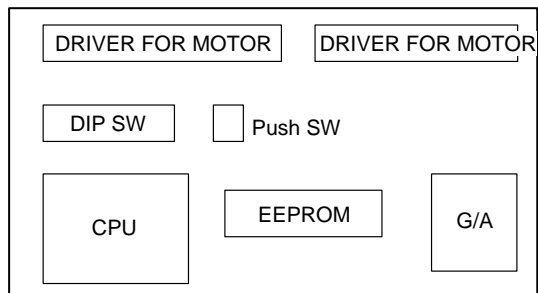 DRIVER FOR MOTOR
DRIVER FOR MOTOR
DIP SW
Push SW
CPU
EEPROM
G/A